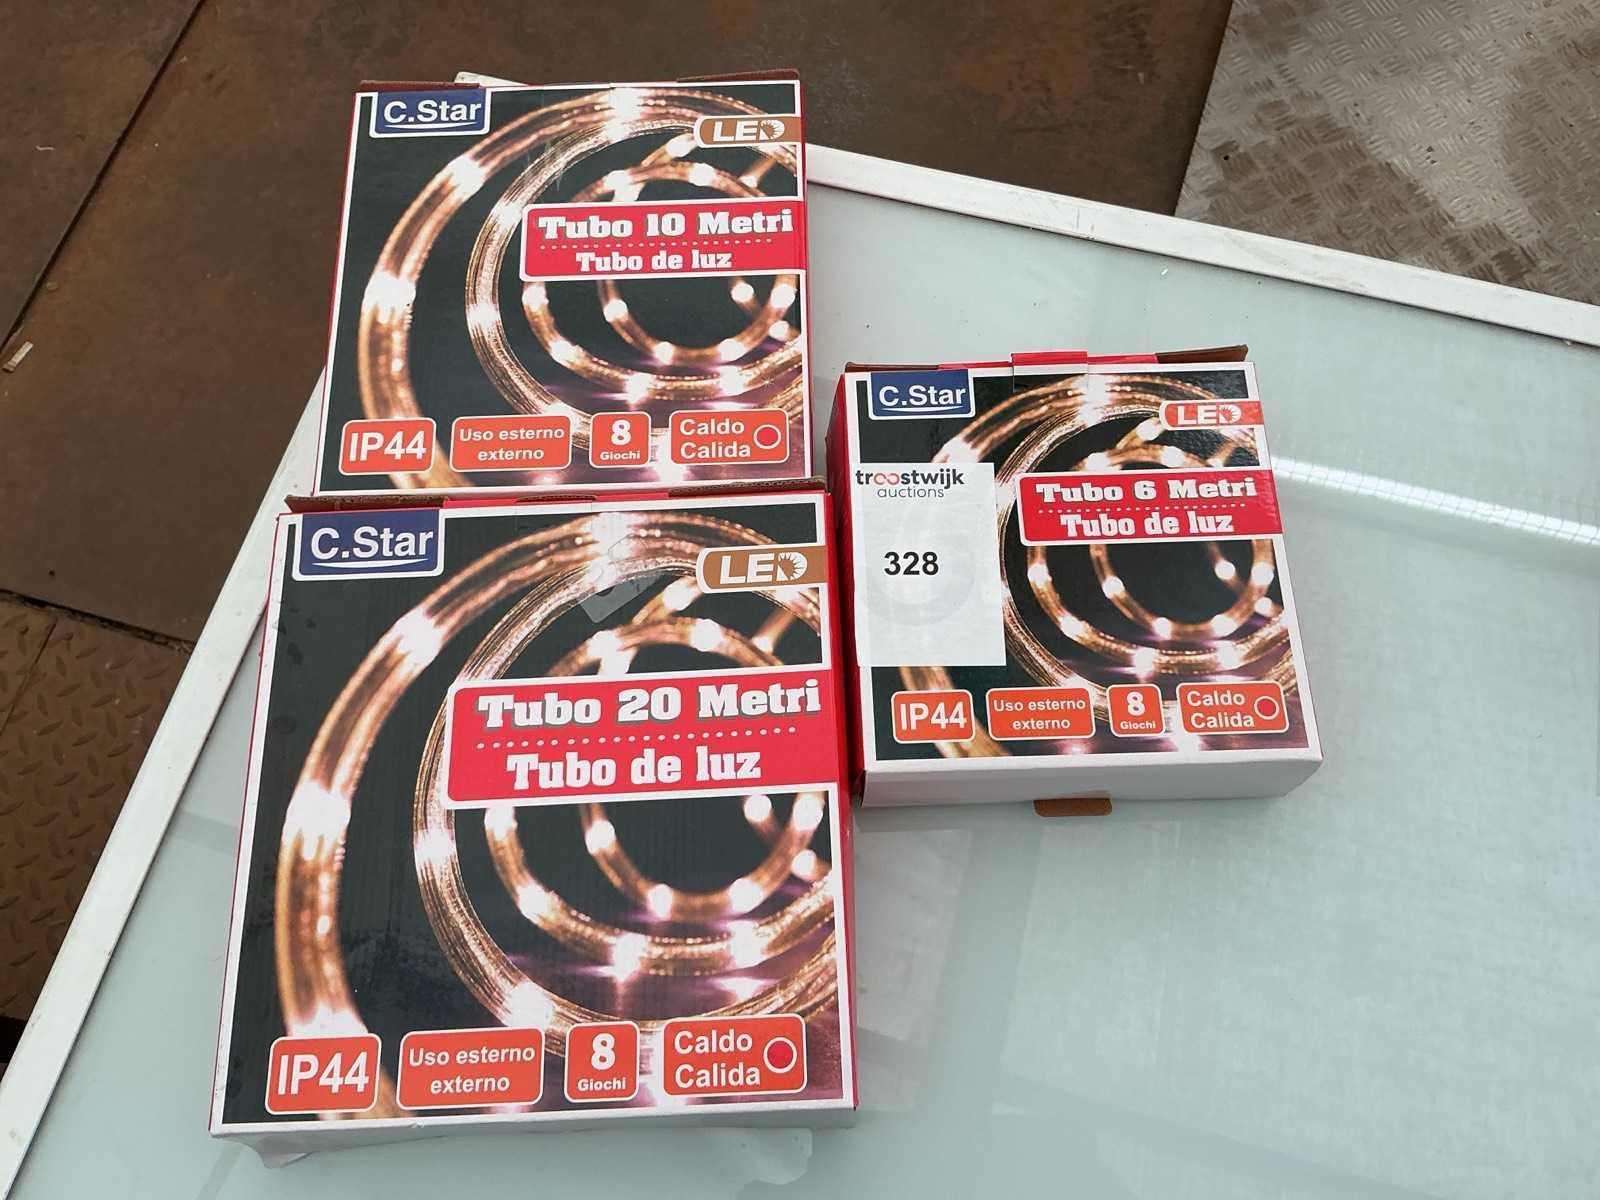 C.Star
LED
Tubo 10 Metri
Tubo de luz
IP44
Uso esterno
externo
8
Giochi
Caldo
Calida
C.Star
LED
Tubo 20 Metri
Tubo de luz
IP44
Uso esterno
externo
8
Giochi
Caldo
Calida
C.Star
LED
troostwijk
auctions
328
Tubo 6 Metri
Tubo de luz
IP44
Uso esterno
externo
8
Giochi
Caldo
Calida